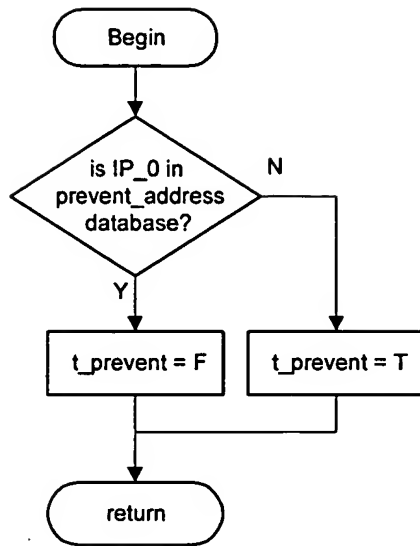 Begin
is IP_0 in
prevent_address
database?
N
Y
t_prevent = F
t_prevent = T
return